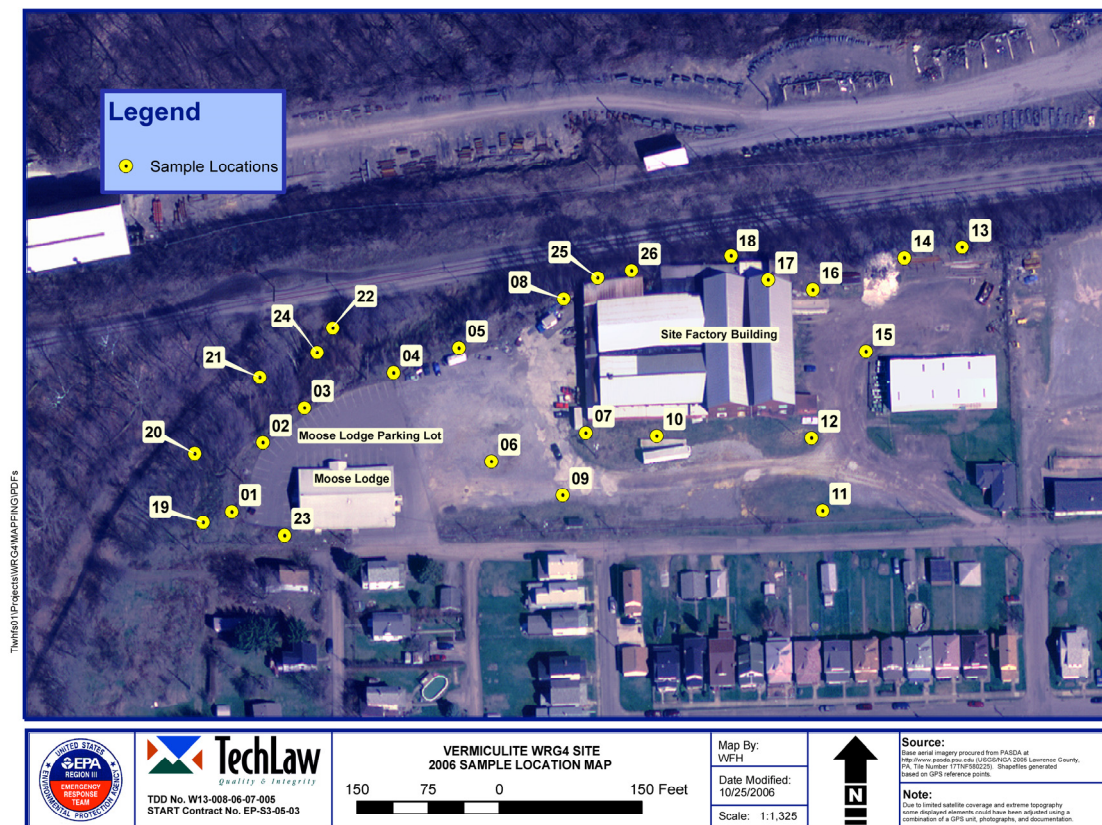 Legend
Sample Locations
18
13
14
25
26
17
16
08
22
24
05
Site Factory Building
15
21
04
03
20
02
Moose Lodge Parking Lot
06
07
10
12
Moose Lodge
19
01
09
11
23
T:\whfs01\Projects\WRG4\MAPPING\PDFs
UNITED STATES
ENVIRONMENTAL PROTECTION AGENCY
EPA
REGION III
EMERGENCY
RESPONSE
TEAM
TechLaw
Quality & Integrity
TDD No. W13-008-06-07-005
START Contract No. EP-S3-05-03
VERMICULITE WRG4 SITE
2006 SAMPLE LOCATION MAP
150 75 0 150 Feet
Map By:
WFH
Date Modified:
10/25/2006
Scale: 1:1,325
N
Source:
Base aerial imagery procured from PASDA at
http://www.pasda.psu.edu (USGS/NGA 2006 Lawrence County,
PA, Tile Number 17TNF580225). Shapefiles generated
based on GPS reference points.
Note:
Due to limited satellite coverage and extreme topography
some displayed elements could have been adjusted using a
combination of a GPS unit, photographs, and documentation.